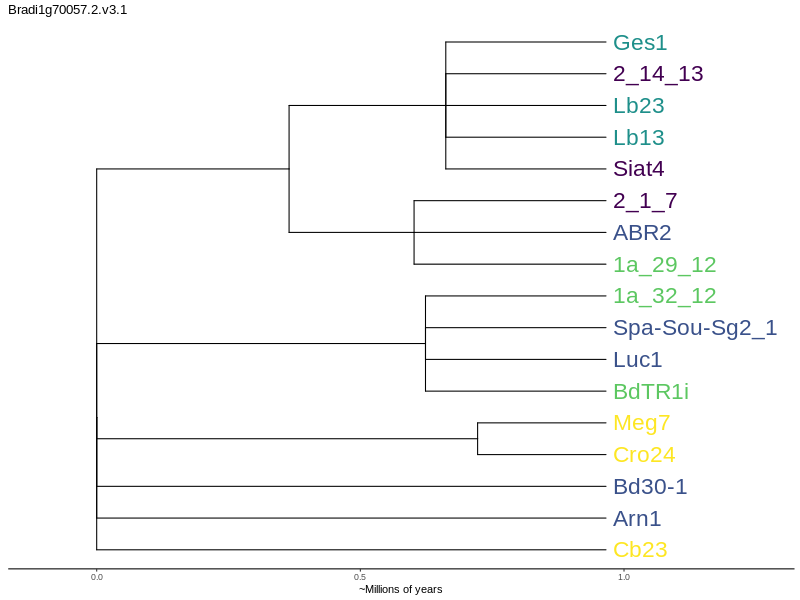 Bradi1g70057.2.v3.1
Ges1
2_14_13
Lb23
Lb13
Siat4
2_1_7
ABR2
1a_29_12
1a_32_12
Spa-Sou-Sg2_1
Luc1
BdTR1i
Meg7
Cro24
Bd30-1
Arn1
Cb23
0.0 0.5 1.0
~Millions of years